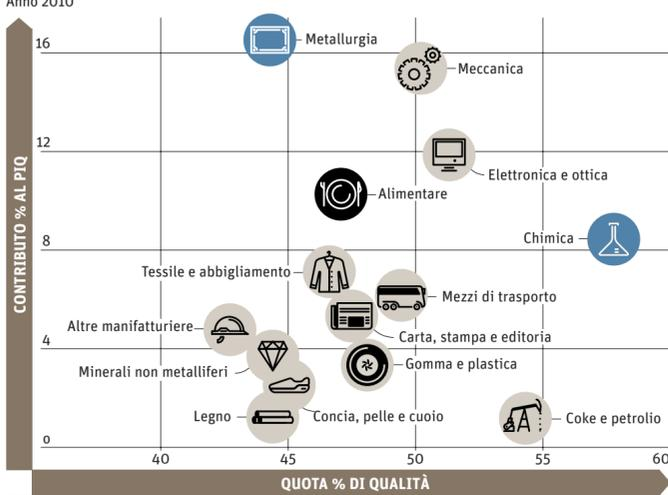 Anno 2010
16
Metallurgia
Meccanica
12
Elettronica e ottica
Alimentare
8
Chimica
Tessile e abbigliamento
Mezzi di trasporto
Altre manifatturiere
Carta, stampa e editoria
4
Gomma e plastica
Minerali non metalliferi
Legno
Concia, pelle e cuoio
Coke e petrolio
0
40
45
50
55
60
CONTRIBUTO % AL PIQ
QUOTA % DI QUALITÀ